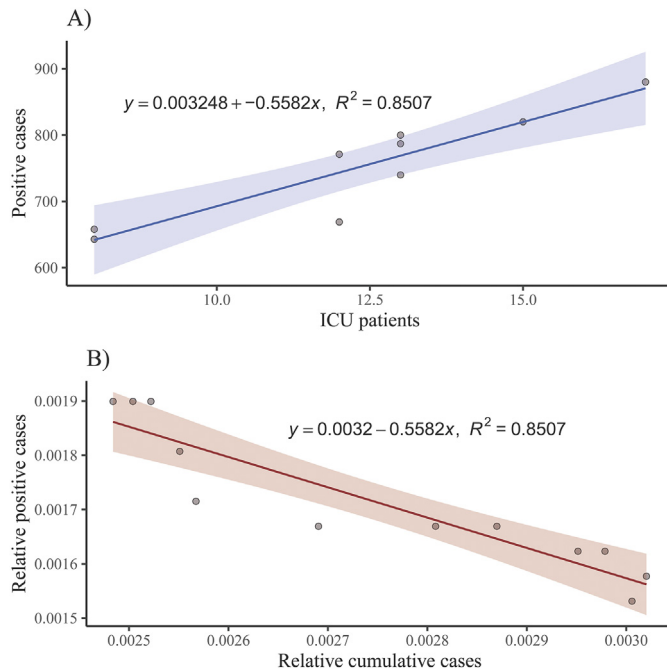 A)
y = 0.003248 + −0.5582x, R² = 0.8507
Positive cases
900
800
700
600
10.0
12.5
15.0
ICU patients
B)
y = 0.0032 − 0.5582x, R² = 0.8507
Relative positive cases
0.0019
0.0018
0.0017
0.0016
0.0015
0.0025
0.0026
0.0027
0.0028
0.0029
0.0030
Relative cumulative cases